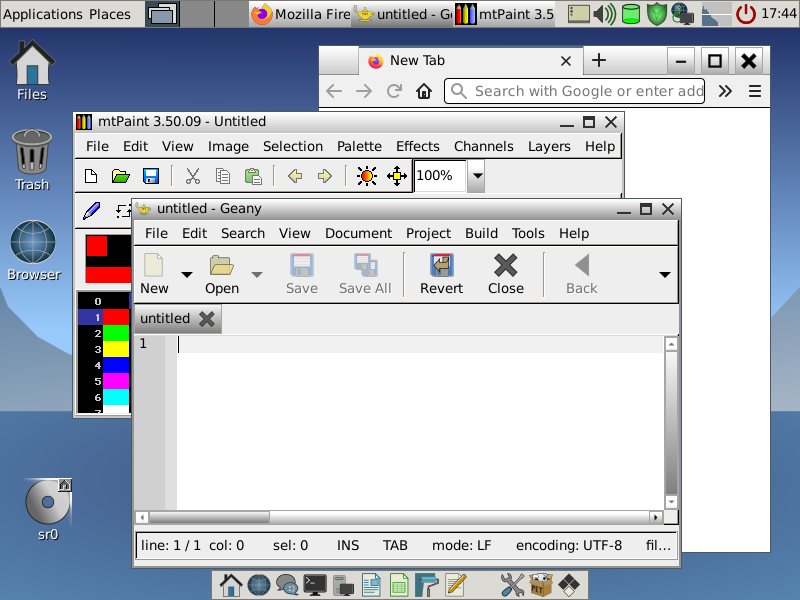 Applications Places
Mozilla Fire
untitled - Ge
mtPaint 3.5
17:44
Files
Trash
Browser
sr0
New Tab
Search with Google or enter add
mtPaint 3.50.09 - Untitled
File Edit View Image Selection Palette Effects Channels Layers Help
100%
0
1
2
3
4
5
6
untitled - Geany
File Edit Search View Document Project Build Tools Help
New Open Save Save All Revert Close Back
untitled
1
line: 1 / 1 col: 0 sel: 0 INS TAB mode: LF encoding: UTF-8 fil...